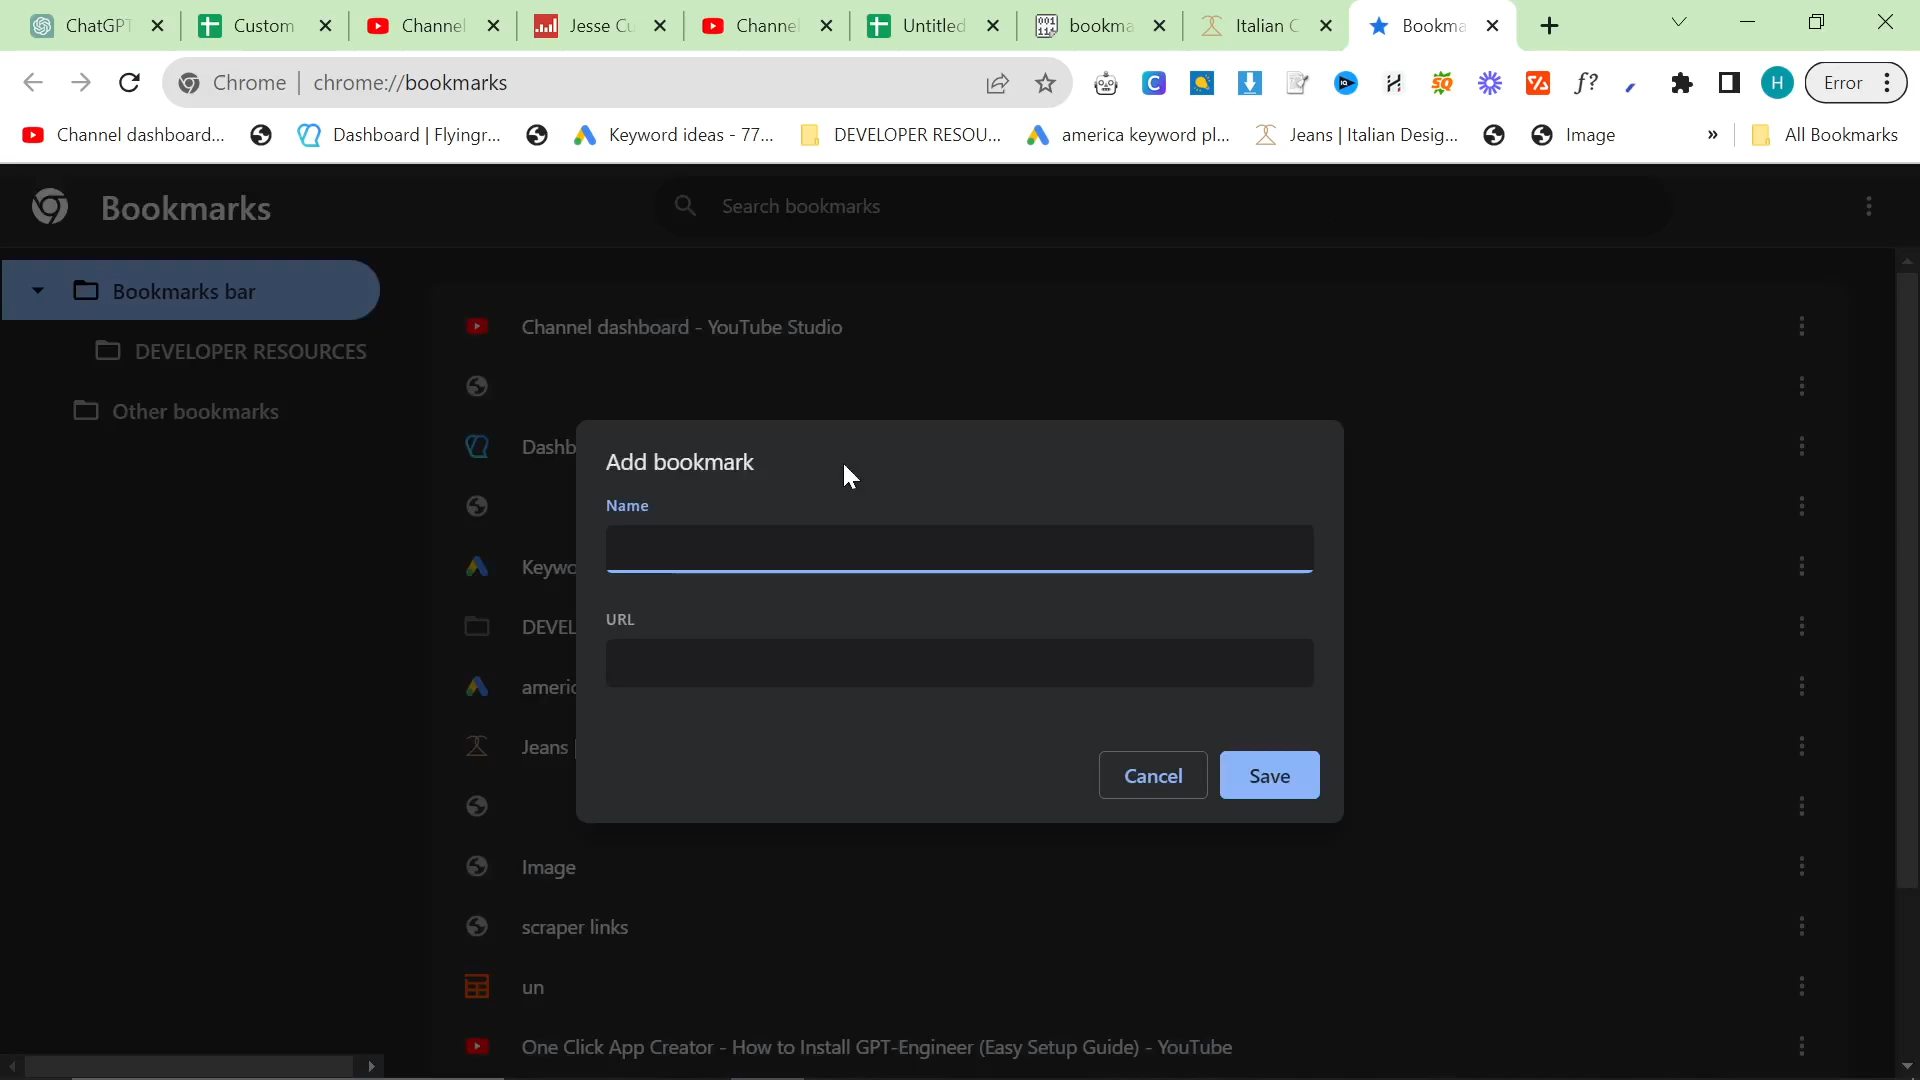 ChatGPT Custom Channel Jesse Cu Channel Untitled bookma Italian C Bookma
Chrome chrome://bookmarks H Error
Channel dashboard... Dashboard | Flyingr... Keyword ideas - 77... DEVELOPER RESOU... america keyword pl... Jeans | Italian Desig... Image » All Bookmarks
Bookmarks Search bookmarks
Bookmarks bar
DEVELOPER RESOURCES
Other bookmarks
Channel dashboard - YouTube Studio
Dashb
Keywo
DEVEL
americ
Jeans |
Image
scraper links
un
One Click App Creator - How to Install GPT-Engineer (Easy Setup Guide) - YouTube
Add bookmark
Name
URL
Cancel Save